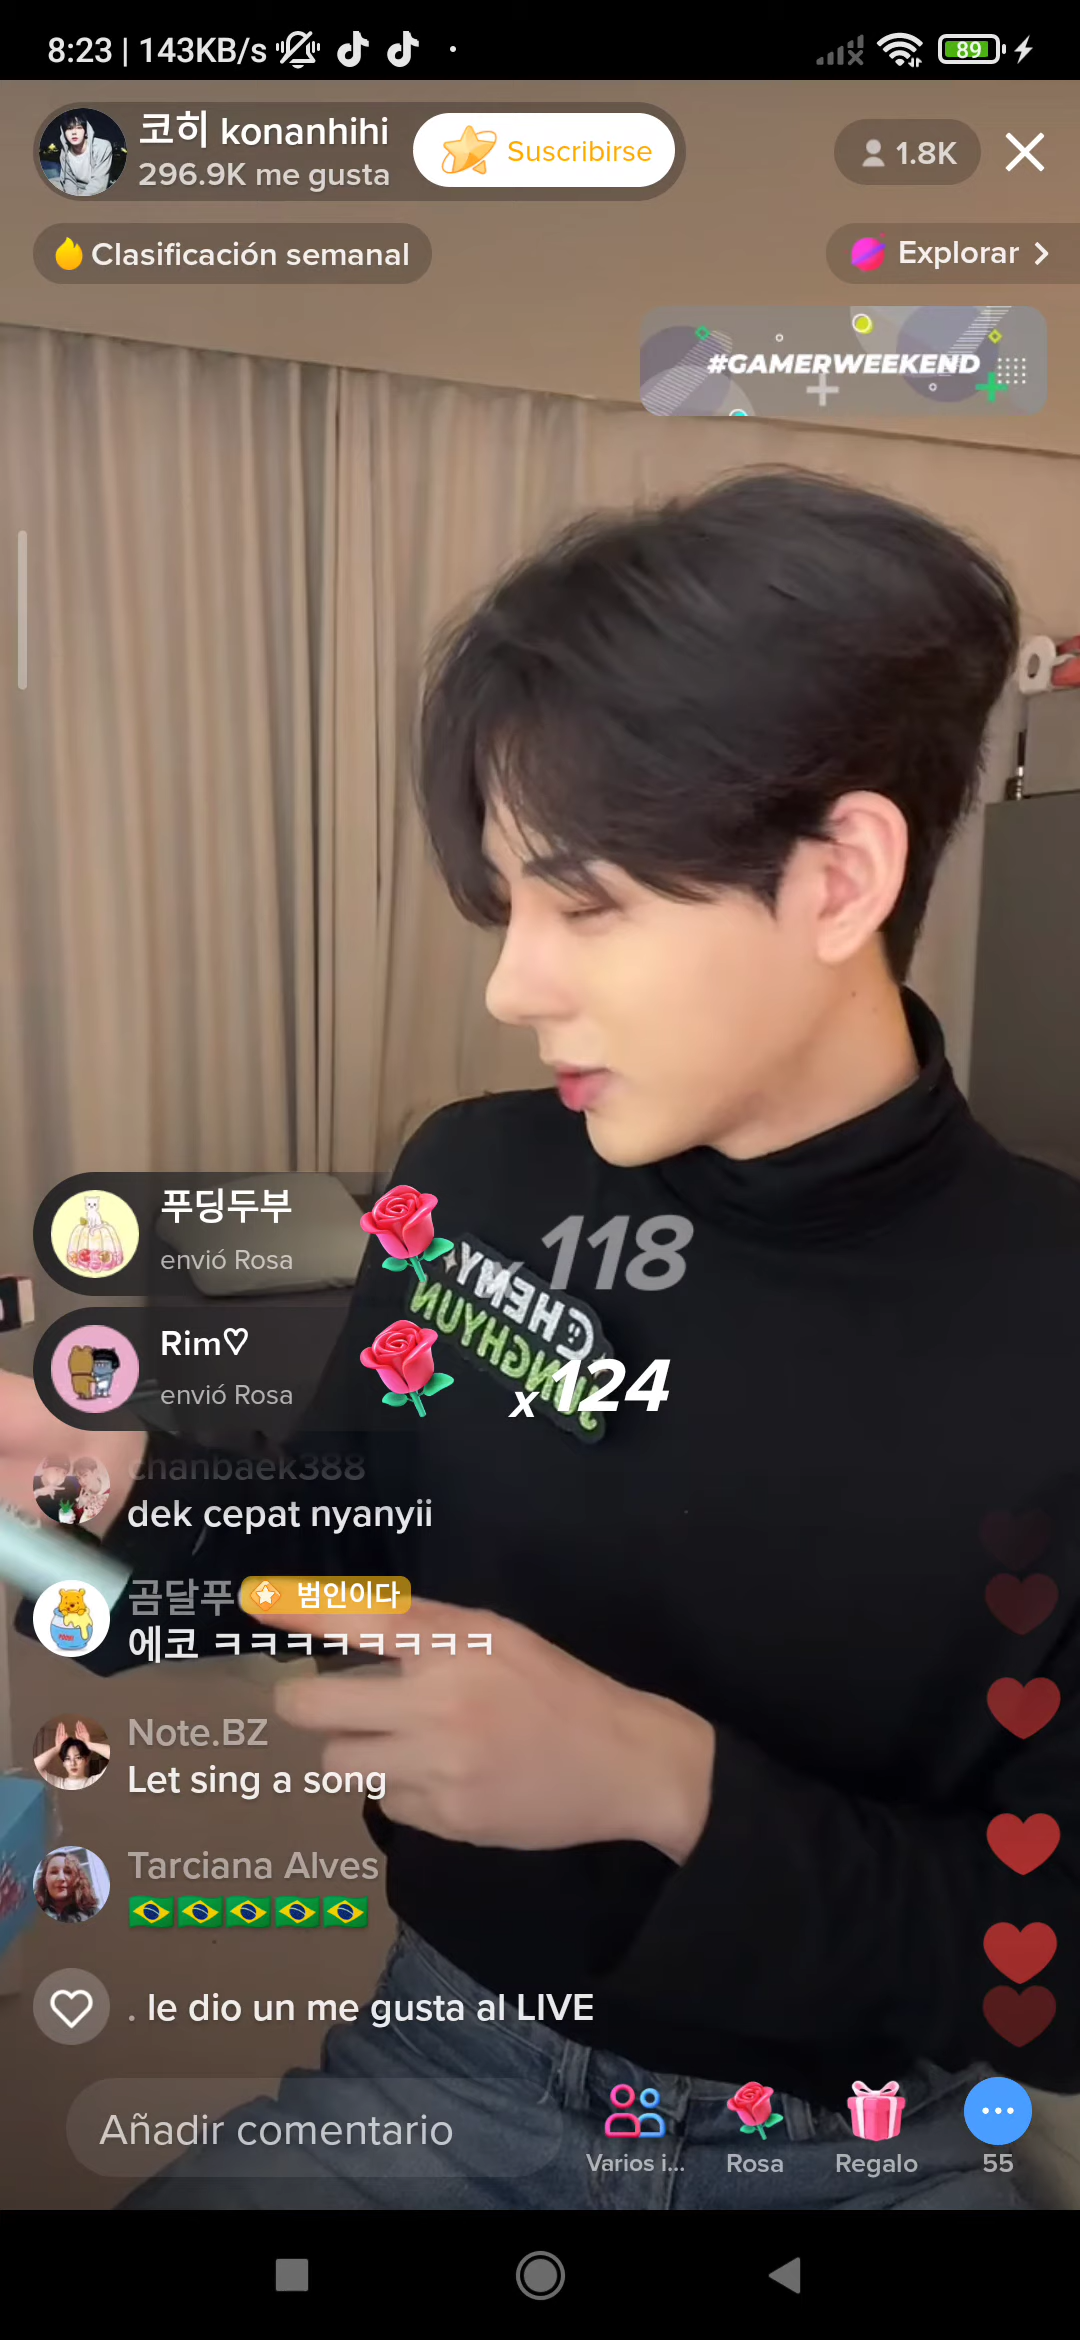 8:23 | 143KB/s
89
코히 konanhihi
296.9K me gusta
Suscribirse
1.8K
Clasificación semanal
Explorar
#GAMERWEEKEND
푸딩두부
envió Rosa
118
CHEMY
JUNGHYUN
Rim♡
envió Rosa
x124
chanbaek388
dek cepat nyanyii
곰달푸 범인이다
에코 ㅋㅋㅋㅋㅋㅋㅋㅋ
Note.BZ
Let sing a song
Tarciana Alves
🇧🇷🇧🇷🇧🇷🇧🇷🇧🇷
. le dio un me gusta al LIVE
Añadir comentario
Varios i...
Rosa
Regalo
55